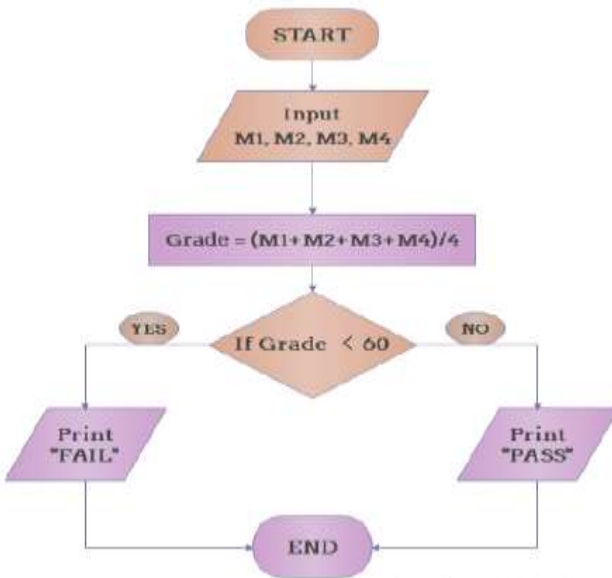 START
Input
M1, M2, M3, M4
Grade = (M1+M2+M3+M4)/4
If Grade < 60
YES
NO
Print
"FAIL"
Print
"PASS"
END